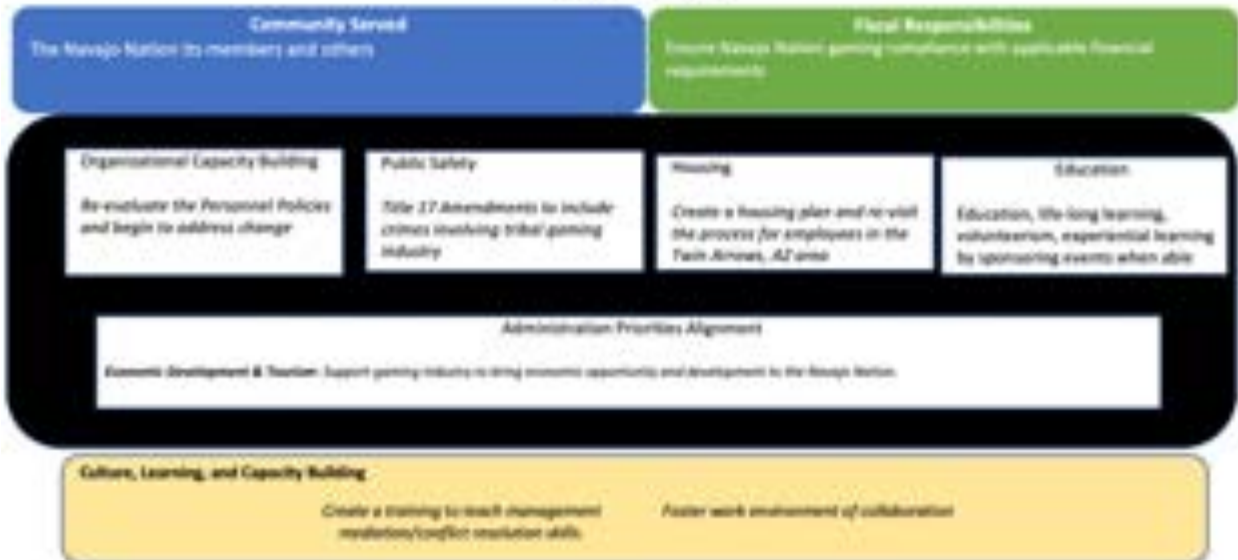 Community Served
The Navajo Nation its members and others
Fiscal Responsibilities
Ensure Navajo Nation gaming compliance with applicable financial
requirements
Organizational Capacity Building
Re-evaluate the Personnel Policies
and begin to address change
Public Safety
Title 17 Amendments to include
crimes involving tribal gaming
industry
Housing
Create a housing plan and re-visit
the process for employees in the
Twin Arrows, AZ area
Education
Education, life-long learning,
volunteerism, experiential learning
by sponsoring events when able
Administration Priorities Alignment
Economic Development & Tourism: Support gaming industry to bring economic opportunity and development to the Navajo Nation.
Culture, Learning, and Capacity Building
Create a training to teach management
mediation/conflict resolution skills.
Foster work environment of collaboration